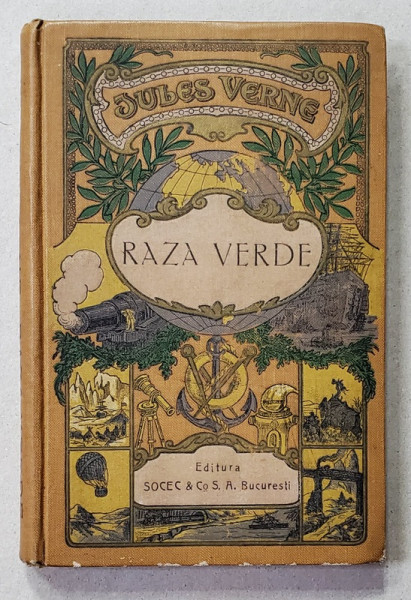 JULES VERNE
RAZA VERDE
Editura
SOCEC & Co S. A. Bucuresti